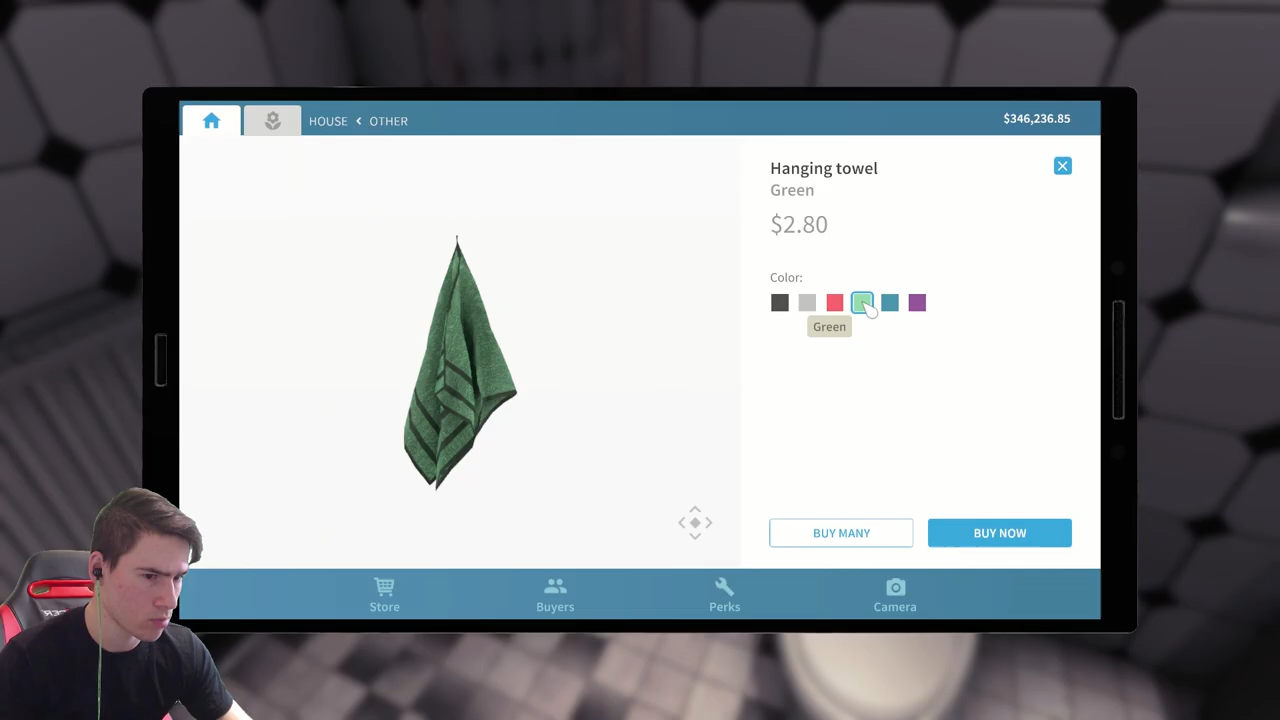 HOUSE < OTHER
$346,236.85
Hanging towel
Green
$2.80
Color:
Green
BUY MANY
BUY NOW
Store
Buyers
Perks
Camera